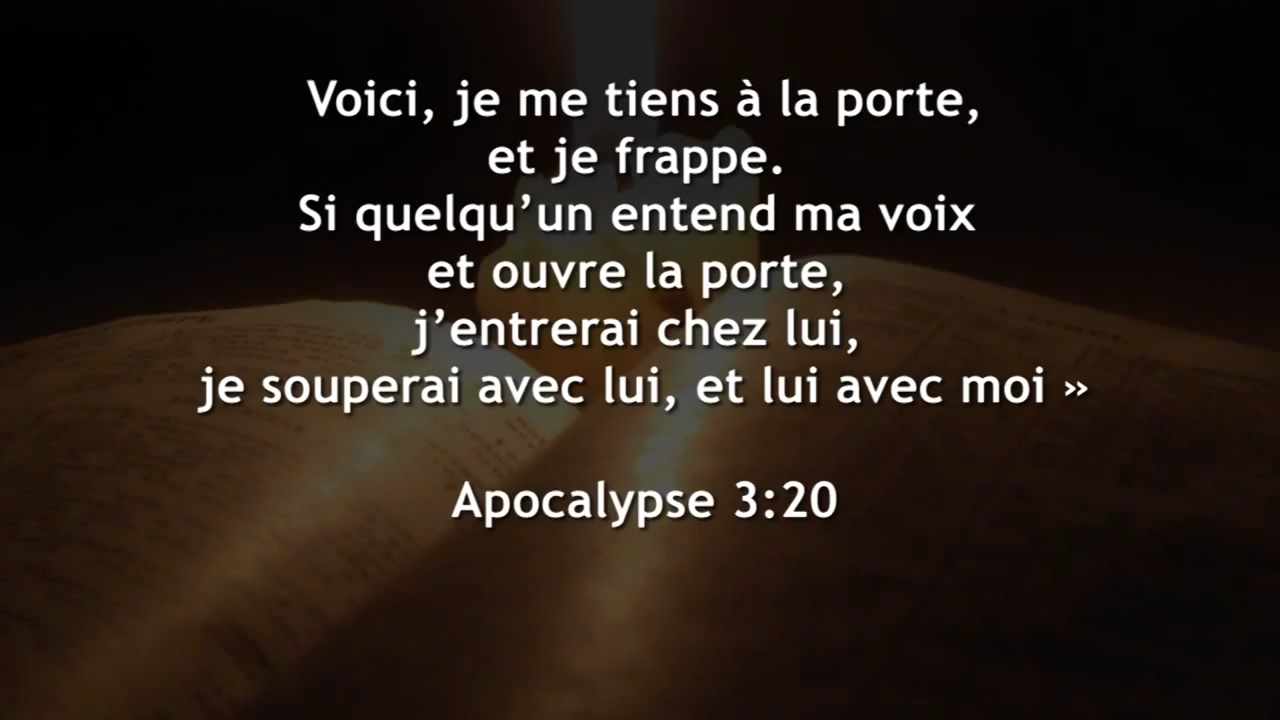 Voici, je me tiens à la porte,
et je frappe.
Si quelqu’un entend ma voix
et ouvre la porte,
j’entrerai chez lui,
je souperai avec lui, et lui avec moi »
Apocalypse 3:20